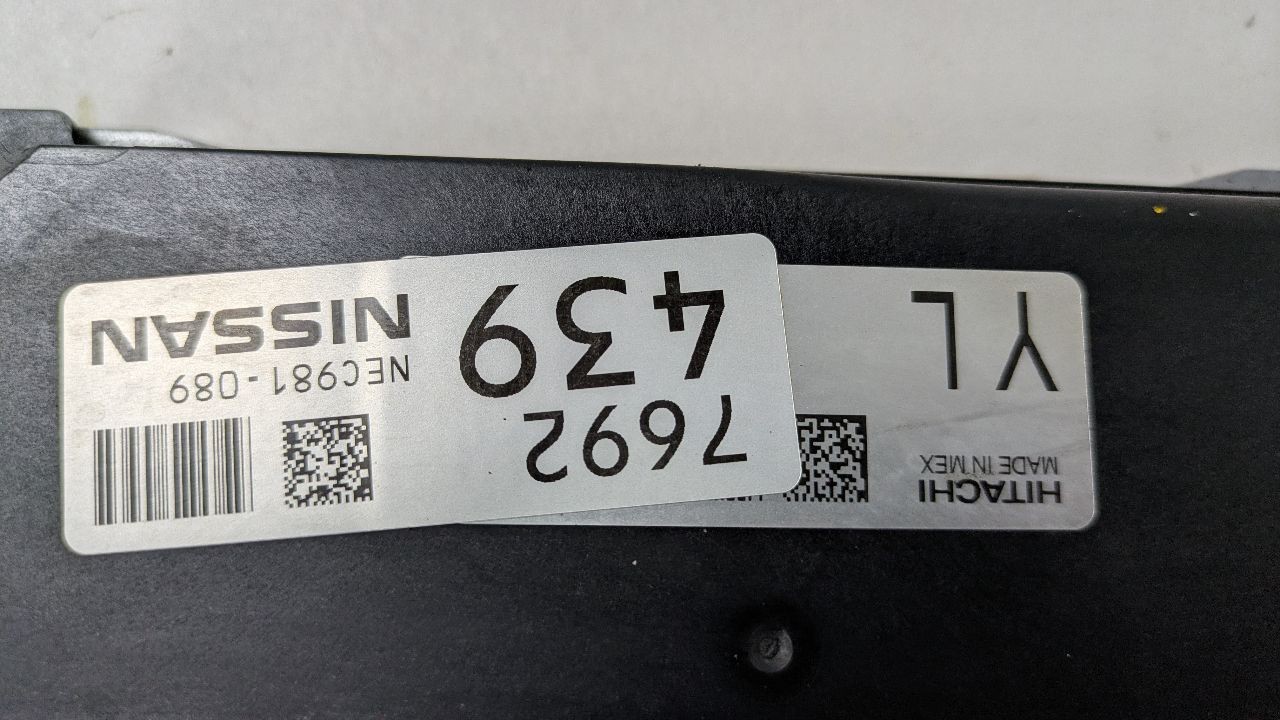 HITACHI
MADE IN MEX
YL
7692
439
NEC981-089
NISSAN